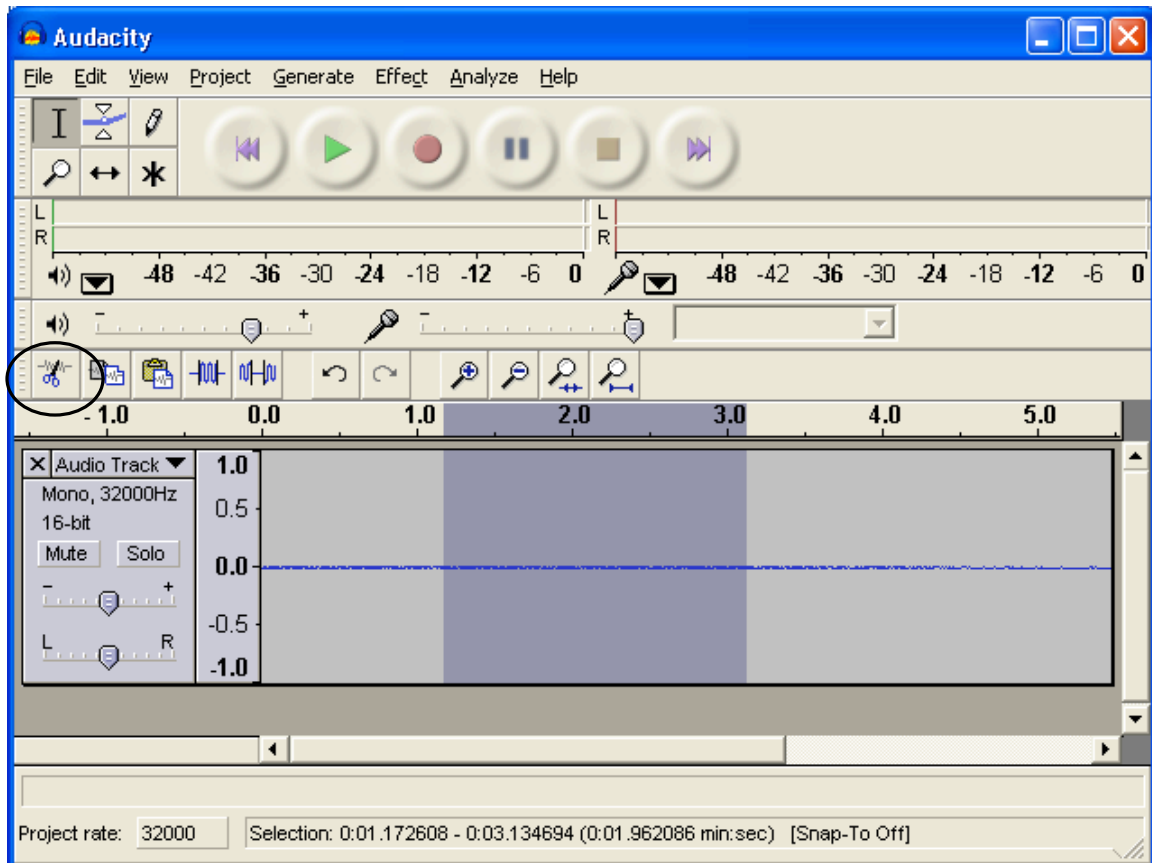 Audacity
File Edit View Project Generate Effect Analyze Help
L L
R R
-48 -42 -36 -30 -24 -18 -12 -6 0 -48 -42 -36 -30 -24 -18 -12 -6 0
- + - +
- 1.0 0.0 1.0 2.0 3.0 4.0 5.0
X Audio Track 1.0
Mono, 32000Hz 0.5
16-bit
Mute Solo 0.0
- +
-0.5
L R
-1.0
Project rate: 32000 Selection: 0:01.172608 - 0:03.134694 (0:01.962086 min:sec) [Snap-To Off]